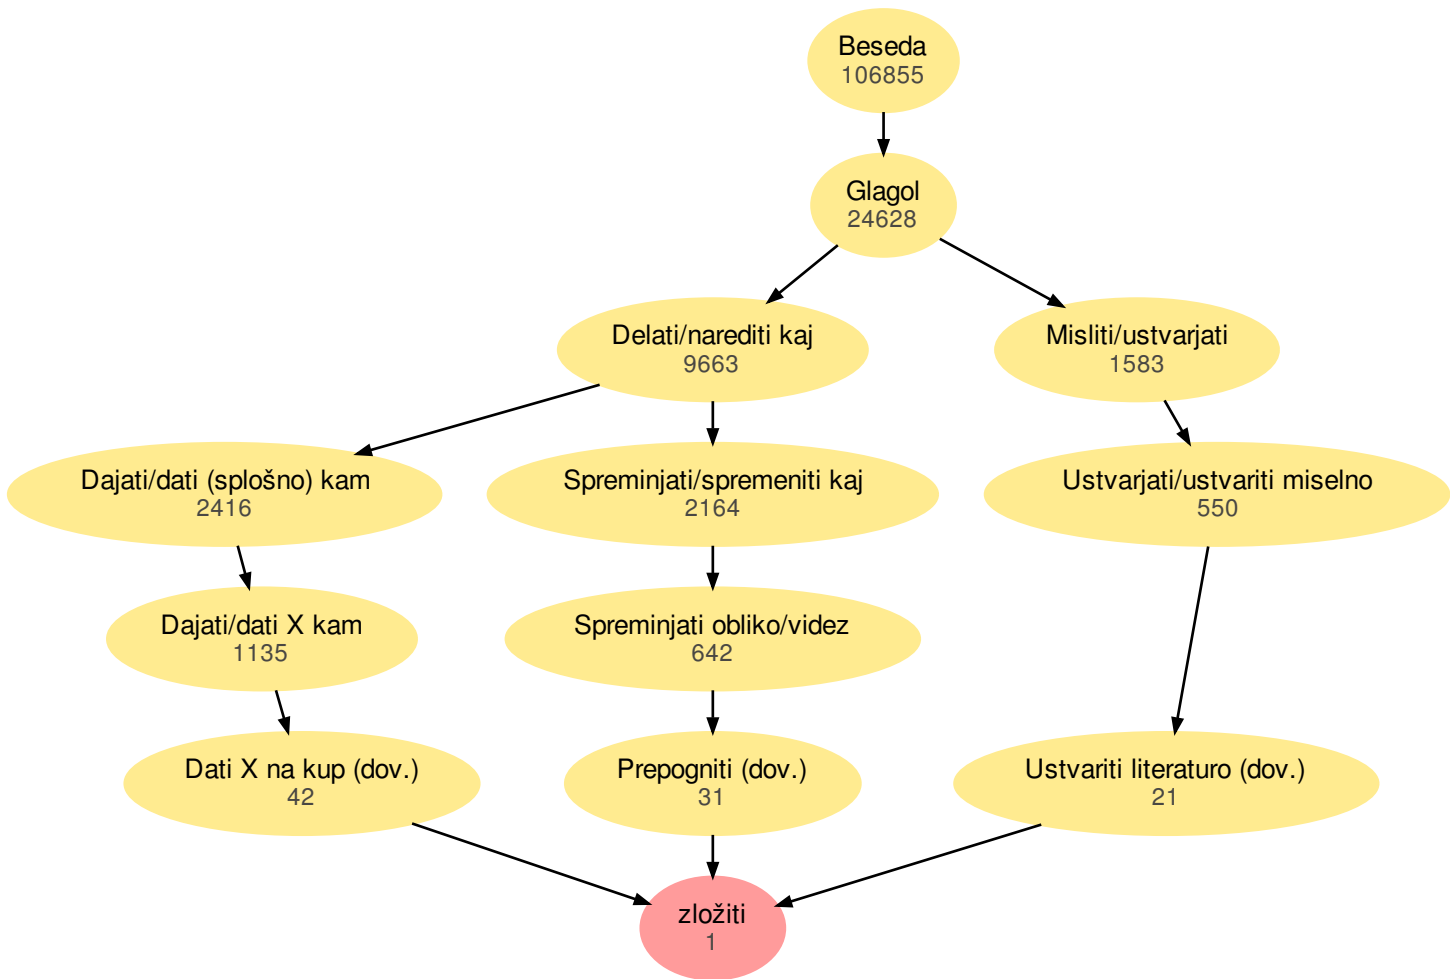 Beseda
106855
Glagol
24628
Delati/narediti kaj
9663
Misliti/ustvarjati
1583
Dajati/dati (splošno) kam
2416
Spreminjati/spremeniti kaj
2164
Ustvarjati/ustvariti miselno
550
Dajati/dati X kam
1135
Spreminjati obliko/videz
642
Dati X na kup (dov.)
42
Prepogniti (dov.)
31
Ustvariti literaturo (dov.)
21
zložiti
1